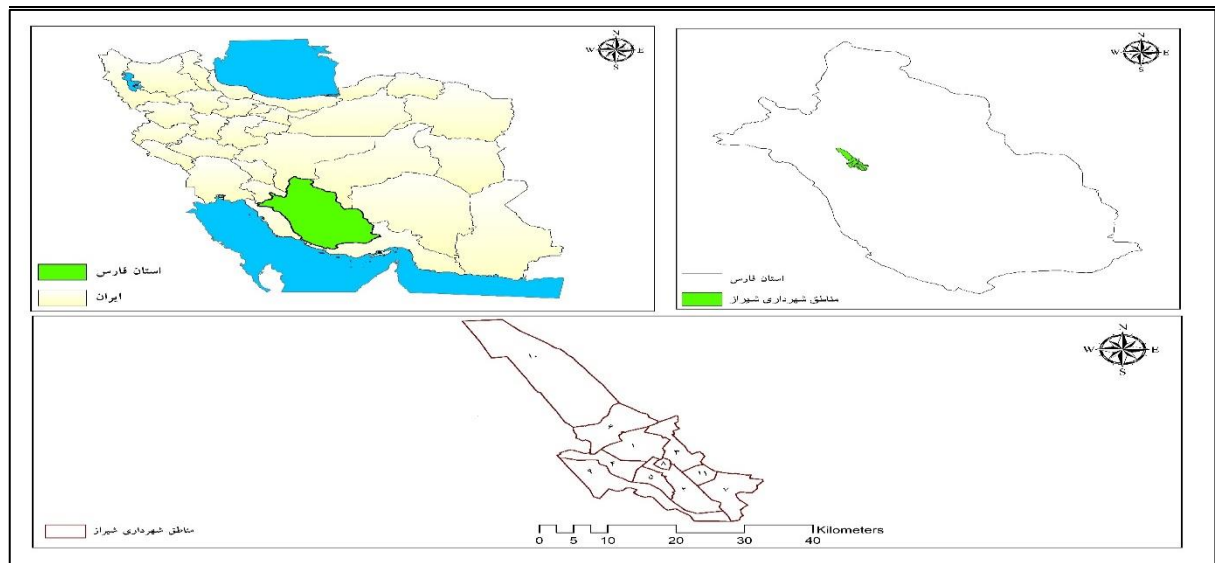 N
W E
S
استان فارس
ایران
N
W E
S
استان فارس
مناطق شهرداری شیراز
N
W E
S
۱۰
۶
۱
۳
۸
۴
۹
۵
۲
۱۱
۷
مناطق شهرداری شیراز
Kilometers
0 5 10 20 30 40